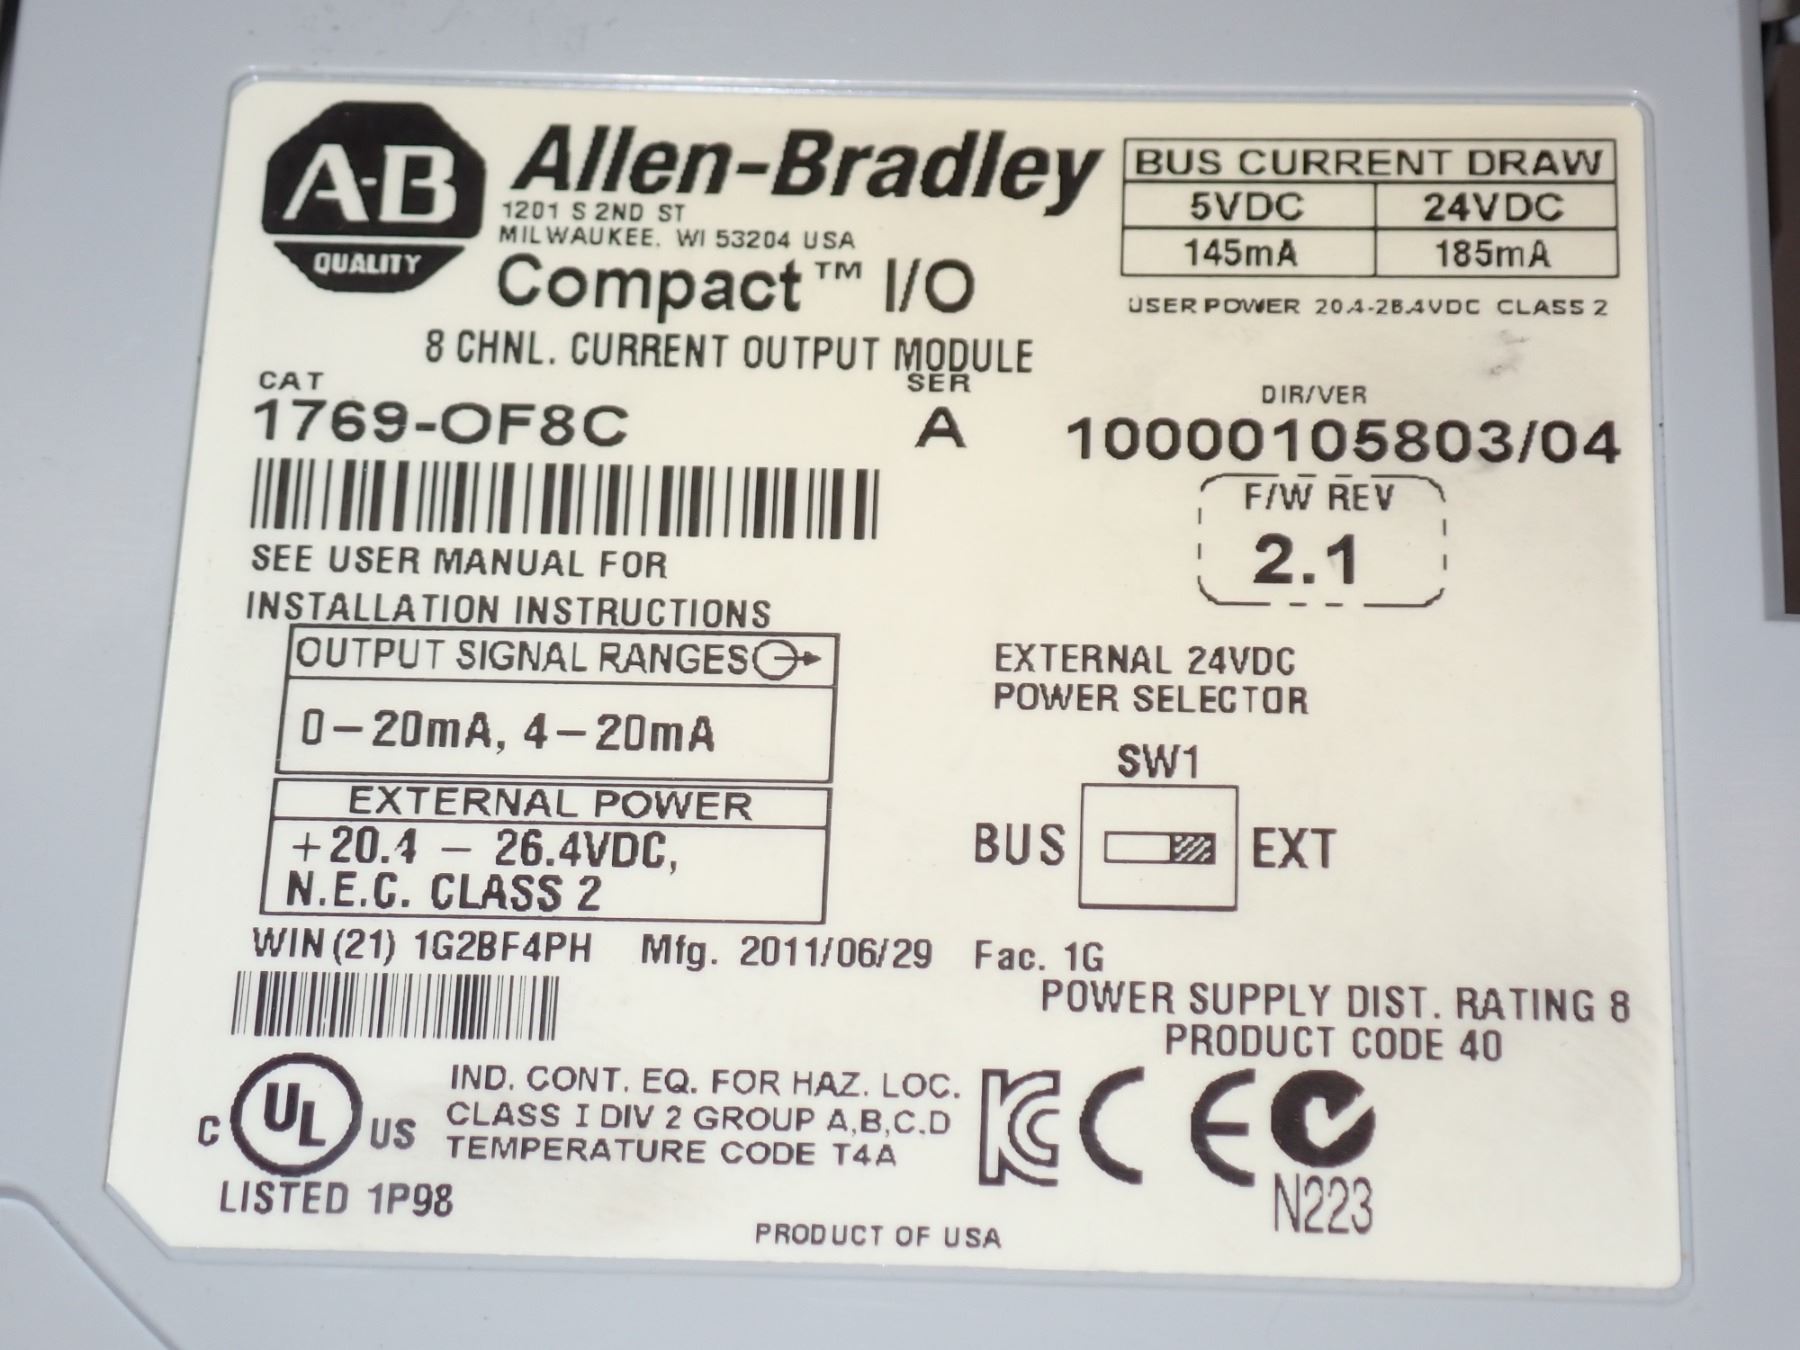 A-B
QUALITY
Allen-Bradley
1201 S 2ND ST
MILWAUKEE, WI 53204 USA
Compact™ I/O
8 CHNL. CURRENT OUTPUT MODULE
BUS CURRENT DRAW
5VDC 24VDC
145mA 185mA
USER POWER 20.4-26.4VDC CLASS 2
CAT
1769-OF8C
SER
A
DIR/VER
10000105803/04
F/W REV
2.1
SEE USER MANUAL FOR
INSTALLATION INSTRUCTIONS
OUTPUT SIGNAL RANGES
0-20mA, 4-20mA
EXTERNAL POWER
+20.4 - 26.4VDC,
N.E.C. CLASS 2
EXTERNAL 24VDC
POWER SELECTOR
SW1
BUS EXT
WIN (21) 1G2BF4PH Mfg. 2011/06/29 Fac. 1G
POWER SUPPLY DIST. RATING 8
PRODUCT CODE 40
C UL US
LISTED 1P98
IND. CONT. EQ. FOR HAZ. LOC.
CLASS I DIV 2 GROUP A,B,C,D
TEMPERATURE CODE T4A
KC CE
N223
PRODUCT OF USA